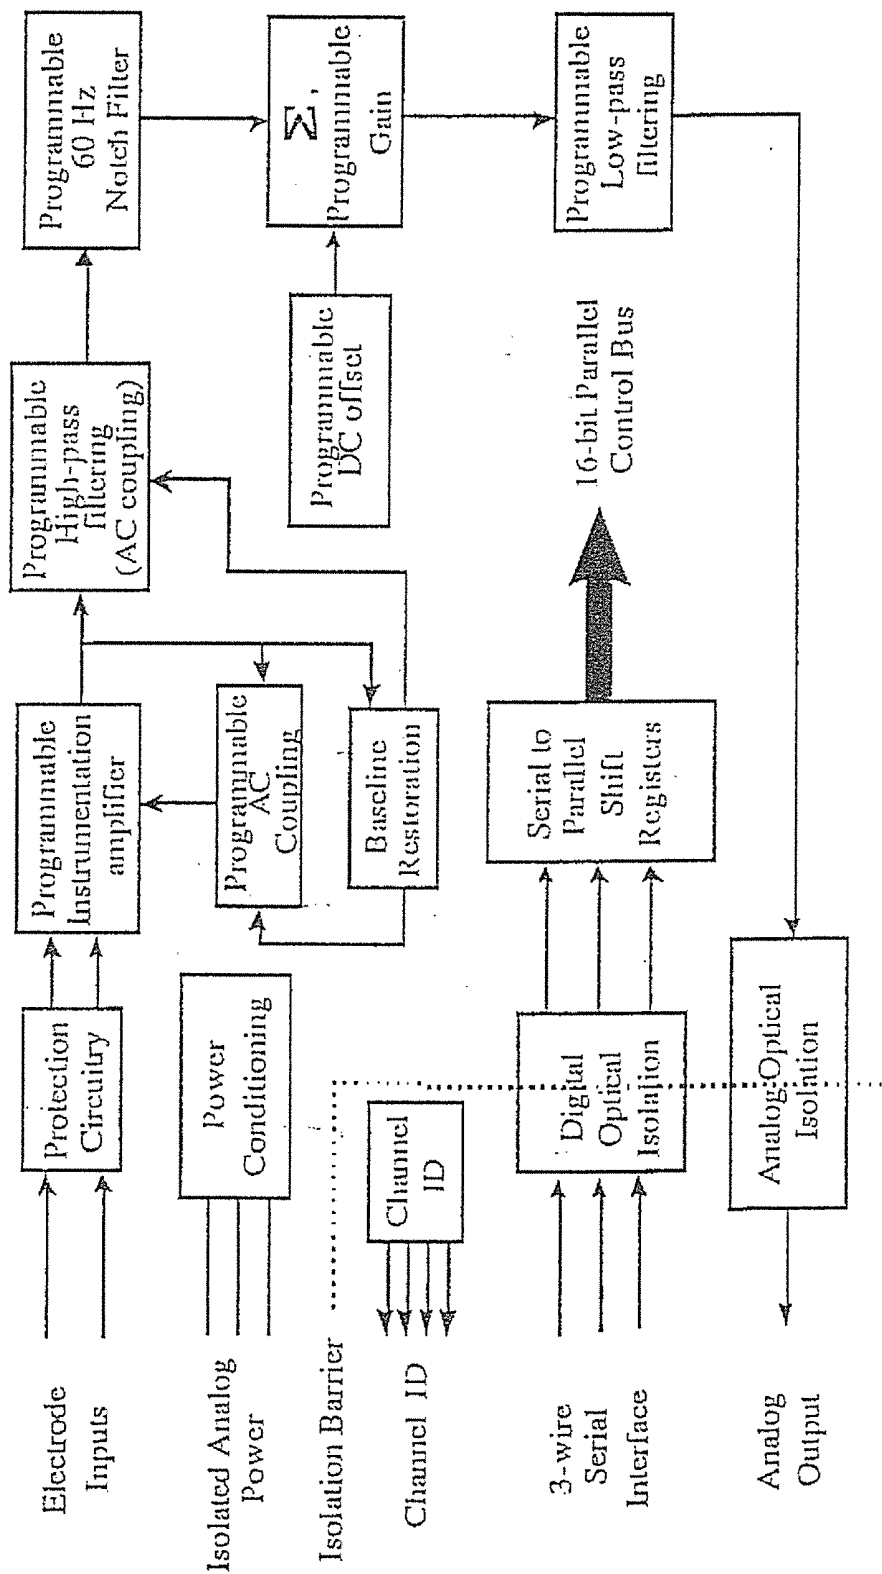 Electrode
Inputs
Protection
Circuitry
Programmable
Instrumentation
amplifier
Programmable
High-pass
filtering
(AC coupling)
Programmable
60 Hz
Notch Filter
Isolated Analog
Power
Power
Conditioning
Programmable
AC
Coupling
Programmable
DC offset
Σ,
Programmable
Gain
Isolation Barrier
Baseline
Restoration
Channel ID
Channel
ID
3-wire
Serial
Interface
Digital
Optical
Isolation
Serial to
Parallel
Shift
Registers
16-bit Parallel
Control Bus
Programmable
Low-pass
filtering
Analog
Output
Analog Optical
Isolation